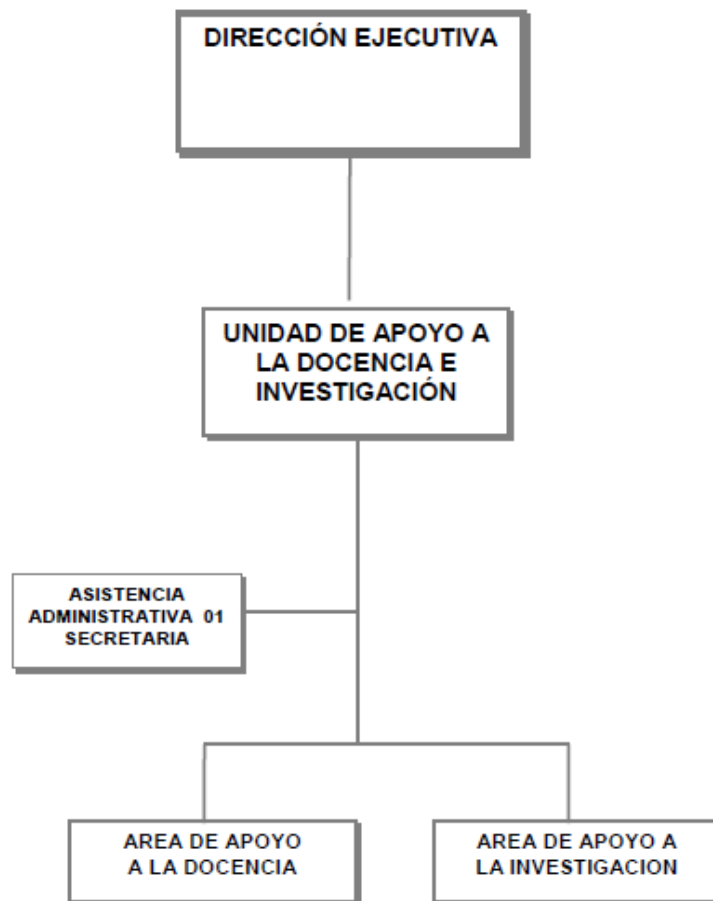 DIRECCIÓN EJECUTIVA
UNIDAD DE APOYO A
LA DOCENCIA E
INVESTIGACIÓN
ASISTENCIA
ADMINISTRATIVA 01
SECRETARIA
AREA DE APOYO
A LA DOCENCIA
AREA DE APOYO A
LA INVESTIGACION